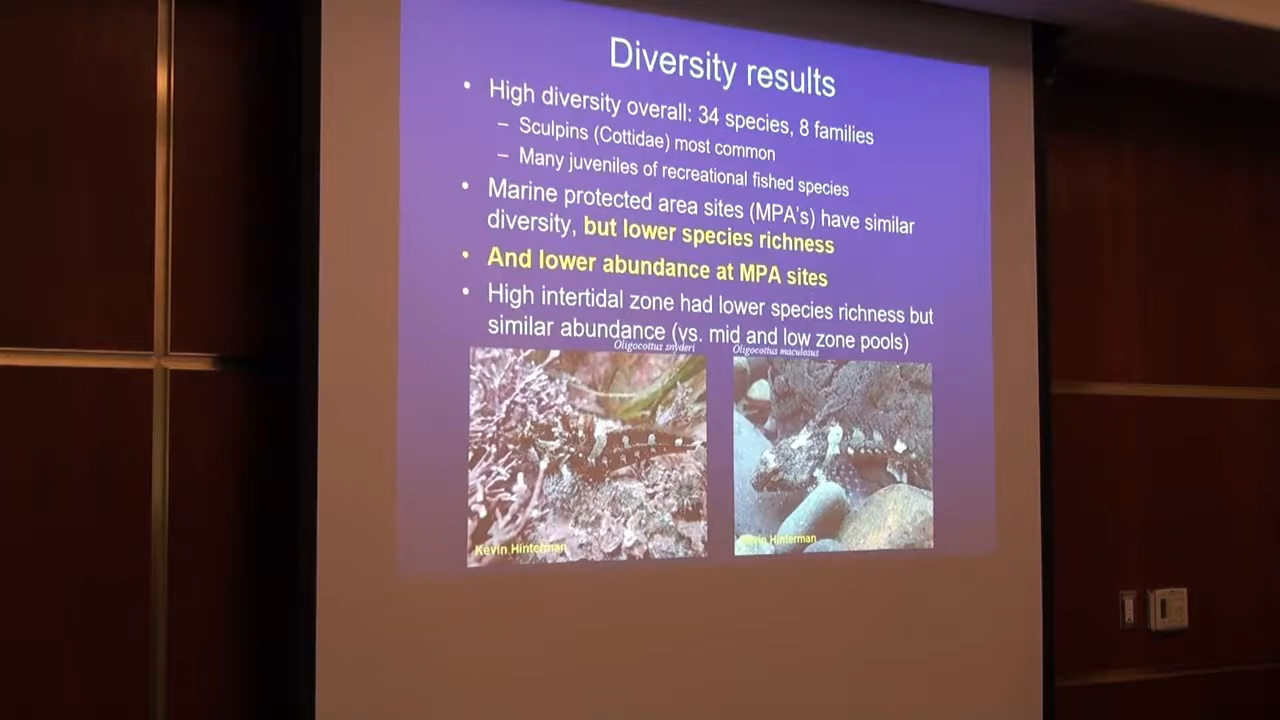 Diversity results
• High diversity overall: 34 species, 8 families
– Sculpins (Cottidae) most common
– Many juveniles of recreational fished species
• Marine protected area sites (MPA's) have similar
diversity, but lower species richness
• And lower abundance at MPA sites
• High intertidal zone had lower species richness but
similar abundance (vs. mid and low zone pools)
Oligocottus snyderi
Oligocottus maculosus
Kevin Hinterman
Kevin Hinterman